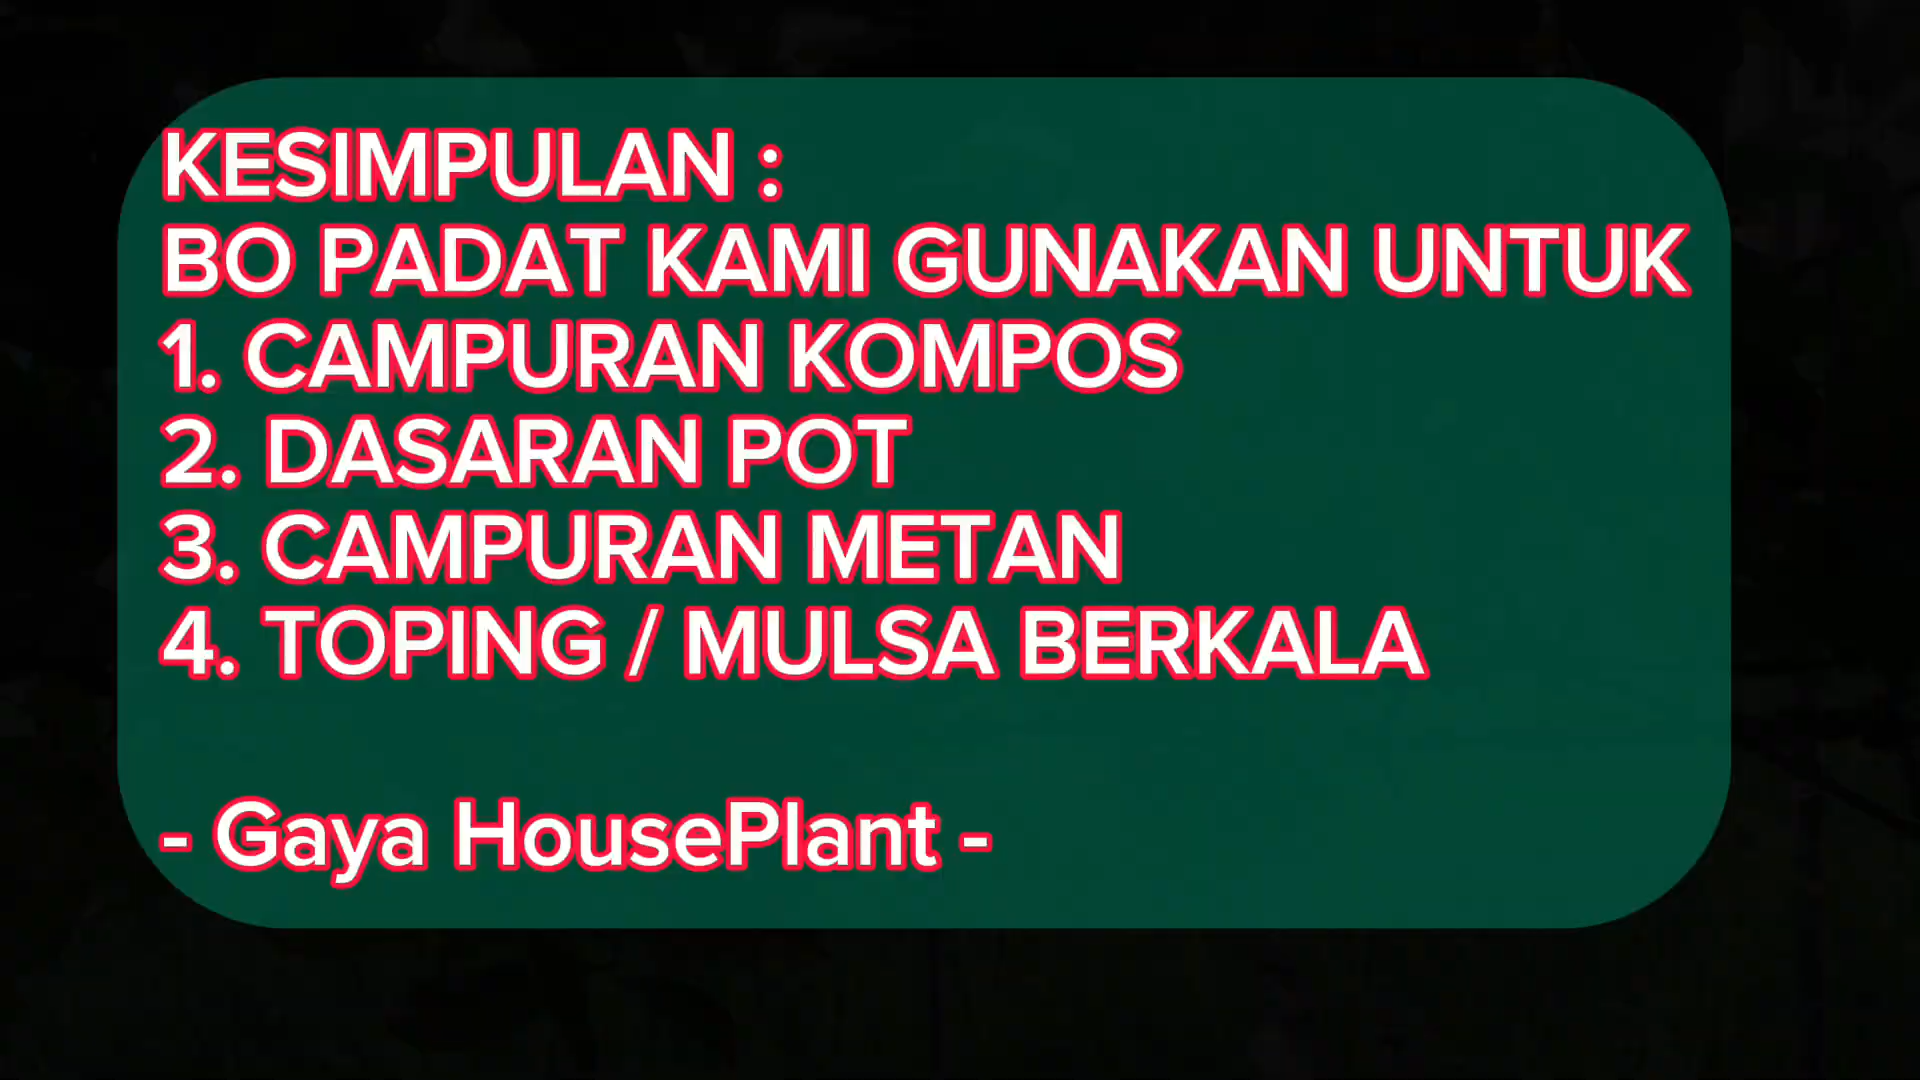 KESIMPULAN :
BO PADAT KAMI GUNAKAN UNTUK
1. CAMPURAN KOMPOS
2. DASARAN POT
3. CAMPURAN METAN
4. TOPING / MULSA BERKALA
- Gaya HousePlant -